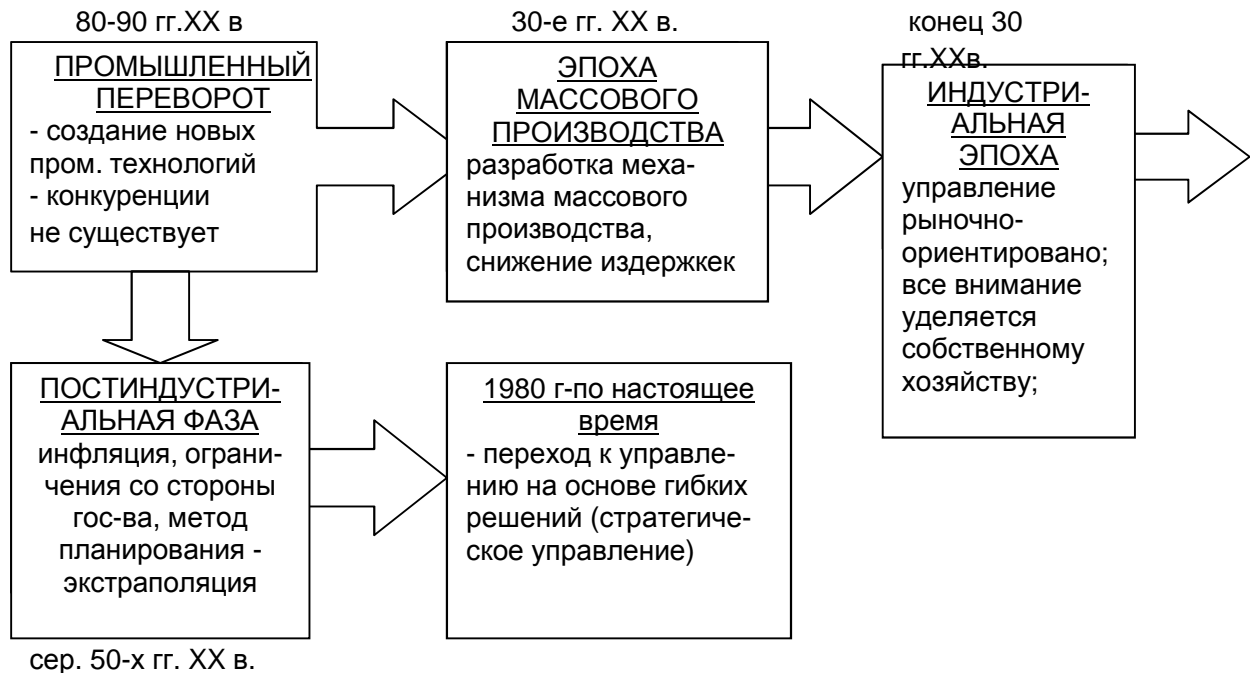 80-90 гг.XX в
ПРОМЫШЛЕННЫЙ
ПЕРЕВОРОТ
- создание новых
пром. технологий
- конкуренции
не существует
30-е гг. XX в.
ЭПОХА
МАССОВОГО
ПРОИЗВОДСТВА
разработка меха-
низма массового
производства,
снижение издержкек
конец 30
гг.XXв.
ИНДУСТРИ-
АЛЬНАЯ
ЭПОХА
управление
рыночно-
ориентировано;
все внимание
уделяется
собственному
хозяйству;
ПОСТИНДУСТРИ-
АЛЬНАЯ ФАЗА
инфляция, ограни-
чения со стороны
гос-ва, метод
планирования -
экстраполяция
сер. 50-х гг. XX в.
1980 г-по настоящее
время
- переход к управле-
нию на основе гибких
решений (стратегиче-
ское управление)